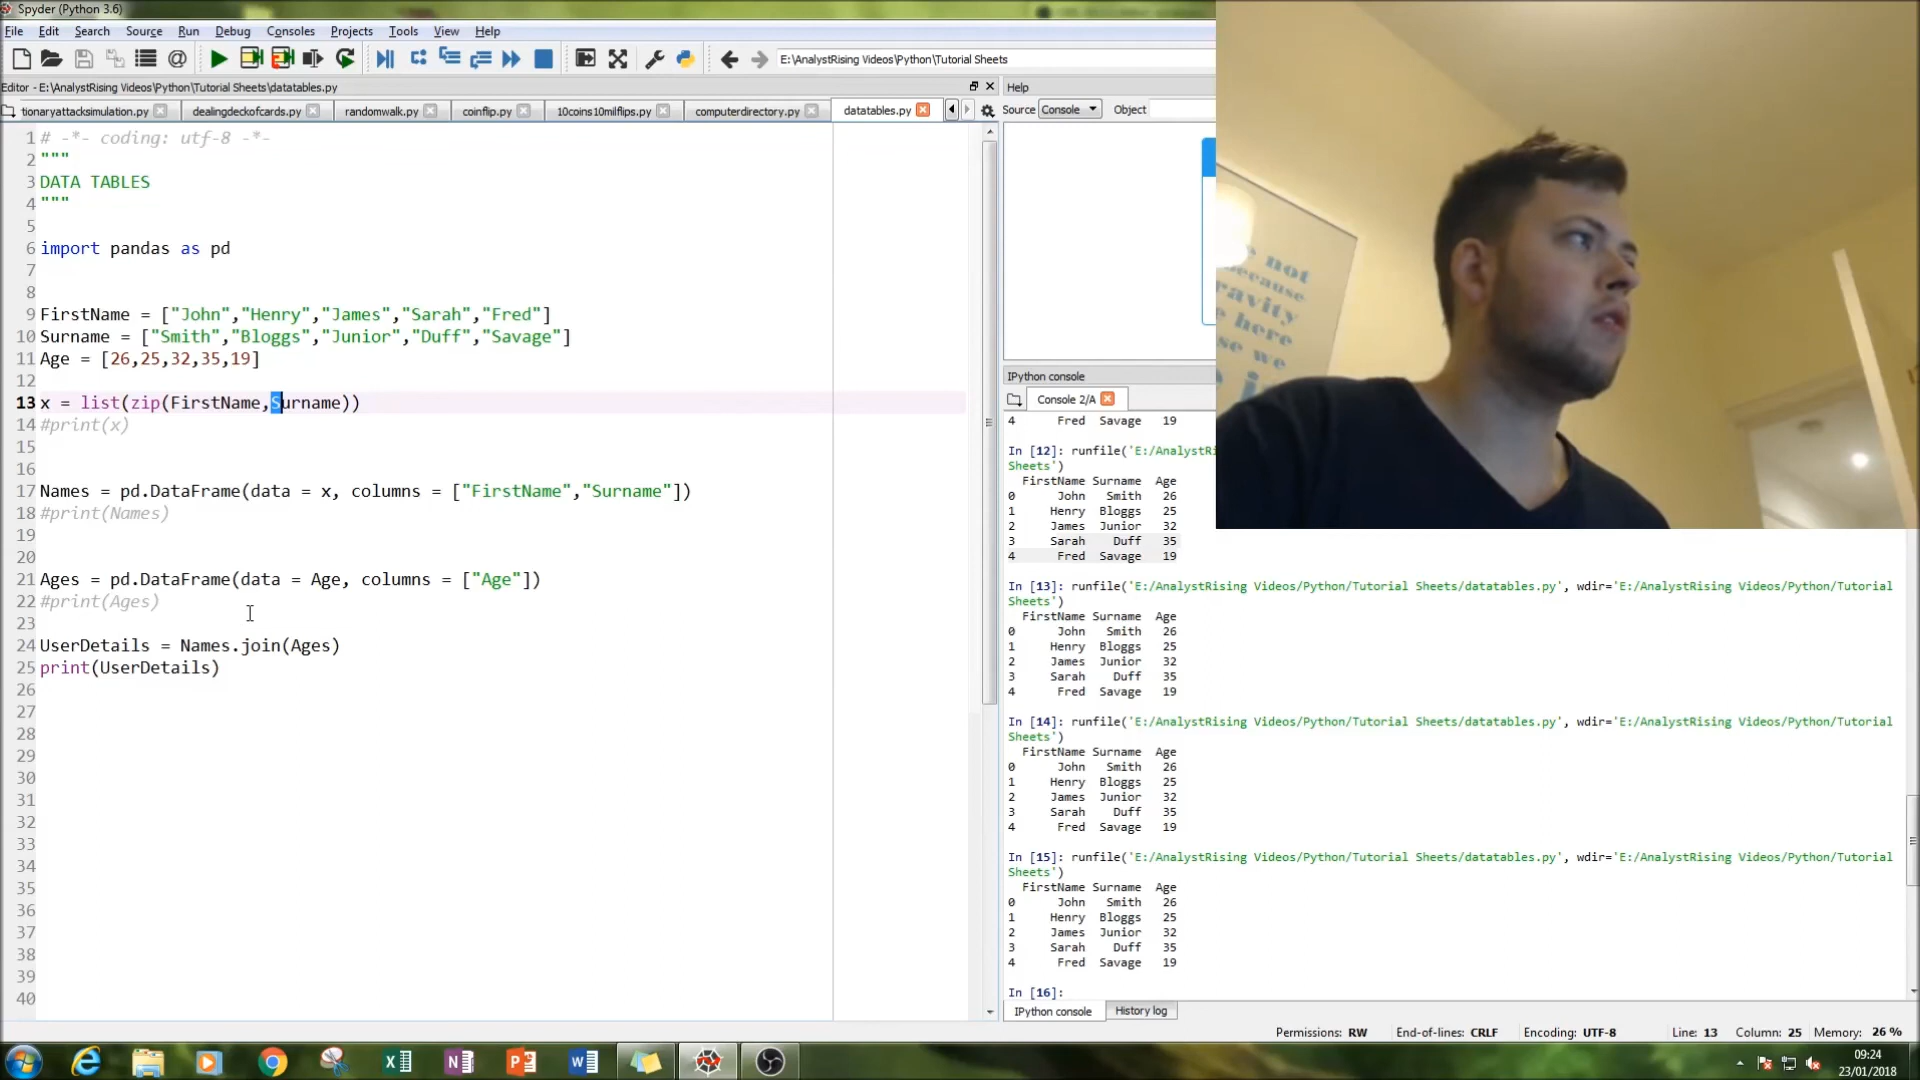 Spyder (Python 3.6)
File Edit Search Source Run Debug Consoles Projects Tools View Help
E:\AnalystRising Videos\Python\Tutorial Sheets
Editor - E:\AnalystRising Videos\Python\Tutorial Sheets\datatables.py
Help
tionaryattacksimulation.py dealingdeckofcards.py randomwalk.py coinflip.py 10coins10milflips.py computerdirectory.py datatables.py
Source Console Object
1 # -*- coding: utf-8 -*-
2 """
3 DATA TABLES
4 """
5
6 import pandas as pd
7
8
9 FirstName = ["John","Henry","James","Sarah","Fred"]
10 Surname = ["Smith","Bloggs","Junior","Duff","Savage"]
11 Age = [26,25,32,35,19]
12
13 x = list(zip(FirstName,Surname))
14 #print(x)
15
16
17 Names = pd.DataFrame(data = x, columns = ["FirstName","Surname"])
18 #print(Names)
19
20
21 Ages = pd.DataFrame(data = Age, columns = ["Age"])
22 #print(Ages)
23
24 UserDetails = Names.join(Ages)
25 print(UserDetails)
26
27
28
29
30
31
32
33
34
35
36
37
38
39
40
not
because
ravity
here
use we
IPython console
Console 2/A
4 Fred Savage 19
In [12]: runfile('E:/AnalystRi
Sheets')
FirstName Surname Age
0 John Smith 26
1 Henry Bloggs 25
2 James Junior 32
3 Sarah Duff 35
4 Fred Savage 19
In [13]: runfile('E:/AnalystRising Videos/Python/Tutorial Sheets/datatables.py', wdir='E:/AnalystRising Videos/Python/Tutorial
Sheets')
FirstName Surname Age
0 John Smith 26
1 Henry Bloggs 25
2 James Junior 32
3 Sarah Duff 35
4 Fred Savage 19
In [14]: runfile('E:/AnalystRising Videos/Python/Tutorial Sheets/datatables.py', wdir='E:/AnalystRising Videos/Python/Tutorial
Sheets')
FirstName Surname Age
0 John Smith 26
1 Henry Bloggs 25
2 James Junior 32
3 Sarah Duff 35
4 Fred Savage 19
In [15]: runfile('E:/AnalystRising Videos/Python/Tutorial Sheets/datatables.py', wdir='E:/AnalystRising Videos/Python/Tutorial
Sheets')
FirstName Surname Age
0 John Smith 26
1 Henry Bloggs 25
2 James Junior 32
3 Sarah Duff 35
4 Fred Savage 19
In [16]:
IPython console History log
Permissions: RW End-of-lines: CRLF Encoding: UTF-8 Line: 13 Column: 25 Memory: 26 %
09:24
23/01/2018